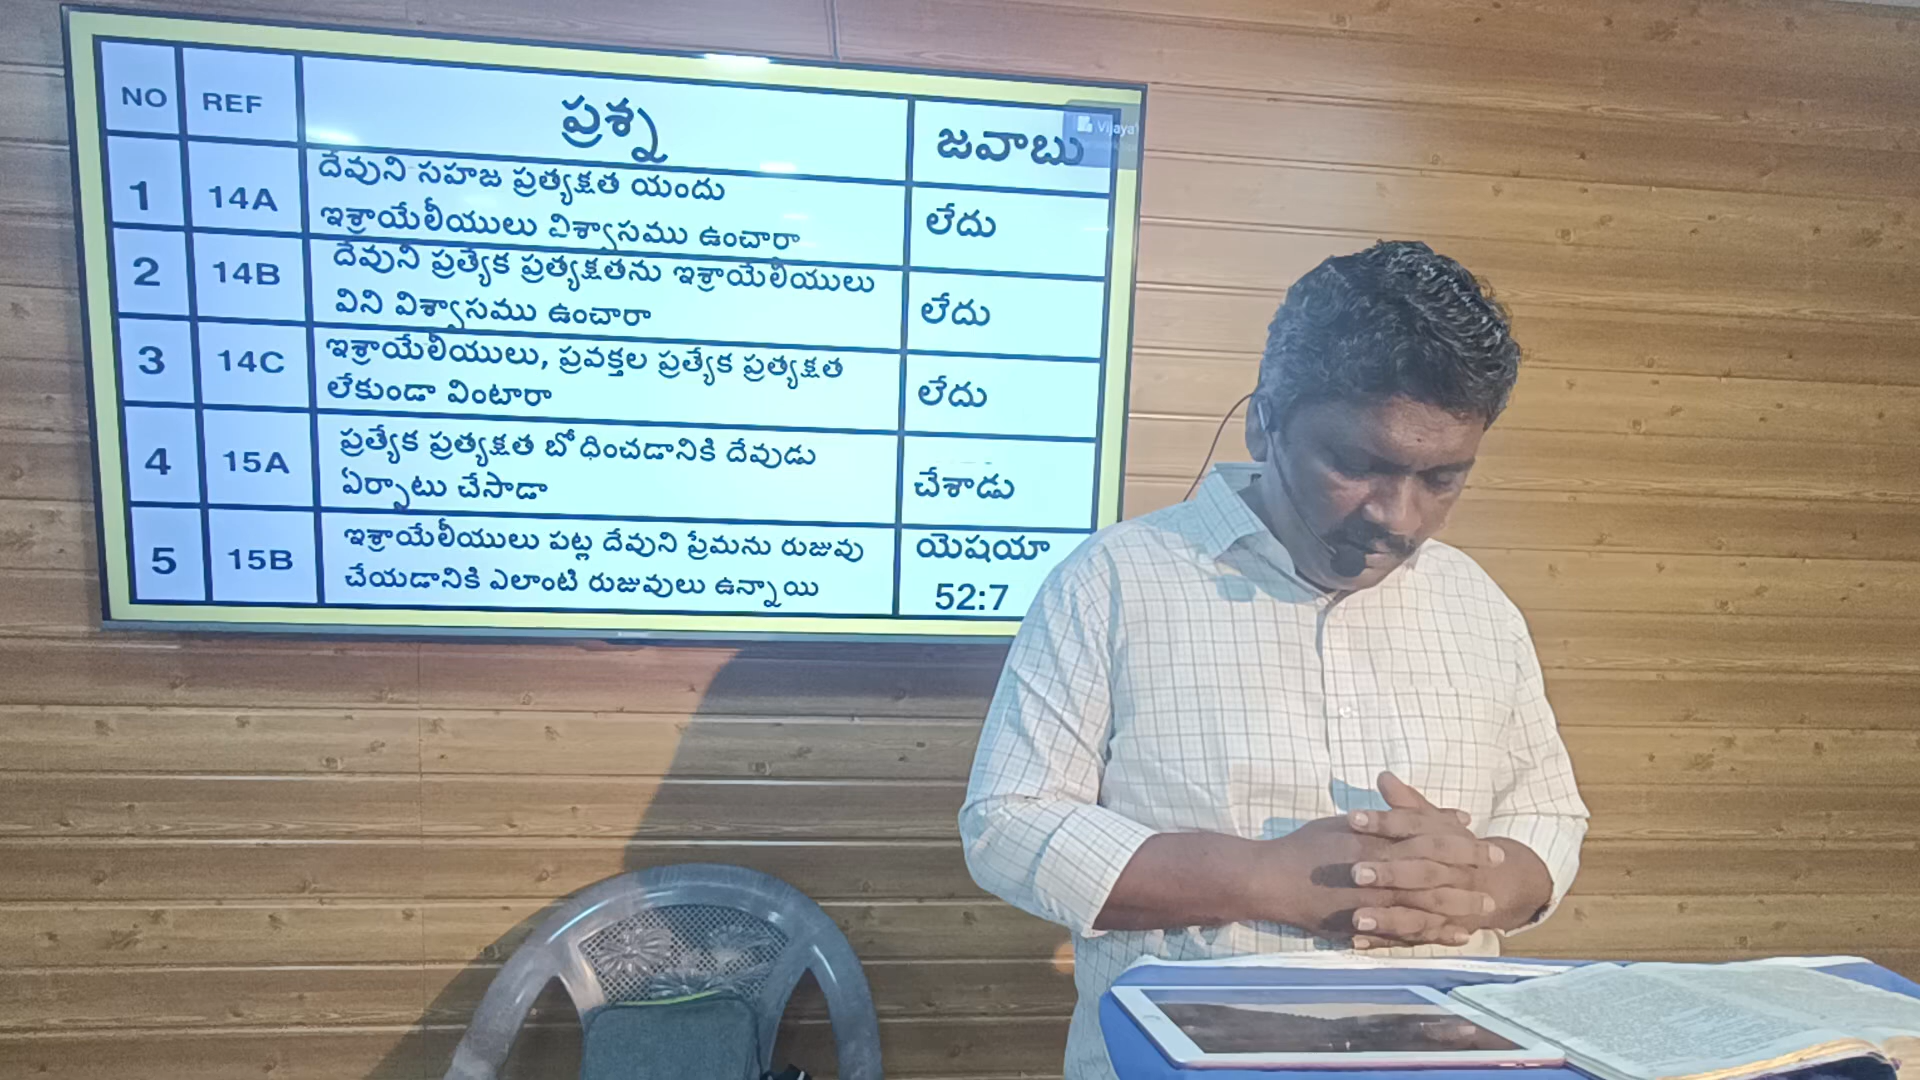 NO REF ప్రశ్న జవాబు
Vijaya
1 14A దేవుని సహజ ప్రత్యక్షత యందు
ఇశ్రాయేలీయులు విశ్వాసము ఉంచారా లేదు
2 14B దేవుని ప్రత్యేక ప్రత్యక్షతను ఇశ్రాయేలీయులు
విని విశ్వాసము ఉంచారా లేదు
3 14C ఇశ్రాయేలీయులు, ప్రవక్తల ప్రత్యేక ప్రత్యక్షత
లేకుండా వింటారా లేదు
4 15A ప్రత్యేక ప్రత్యక్షత బోధించడానికి దేవుడు
ఏర్పాటు చేసాడా చేశాడు
5 15B ఇశ్రాయేలీయులు పట్ల దేవుని ప్రేమను రుజువు
చేయడానికి ఎలాంటి రుజువులు ఉన్నాయి యెషయా
52:7